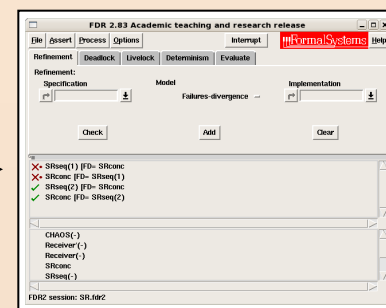 FDR 2.83 Academic teaching and research release
File Assert Process Options Interrupt FormalSystems Help
Refinement Deadlock Livelock Determinism Evaluate
Refinement:
Specification Model Implementation
Failures-divergence
Check Add Clear
SRseq(1) [FD= SRconc
SRconc [FD= SRseq(1)
SRseq(2) [FD= SRconc
SRconc [FD= SRseq(2)
CHAOS(-)
Receiver'(-)
Receiver(-)
SRconc
SRseq(-)
FDR2 session: SR.fdr2